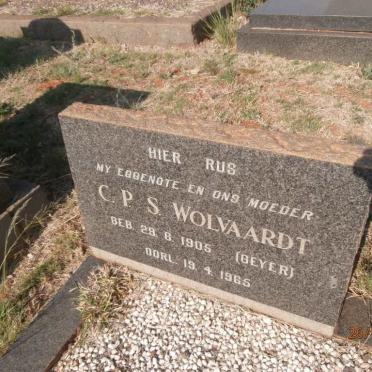 HIER RUS
MY EGGENOTE EN ONS MOEDER
C. P. S. WOLVAARDT
GEB. 29. 8. 1905 (BEYER)
OORL. 19. 4. 1965